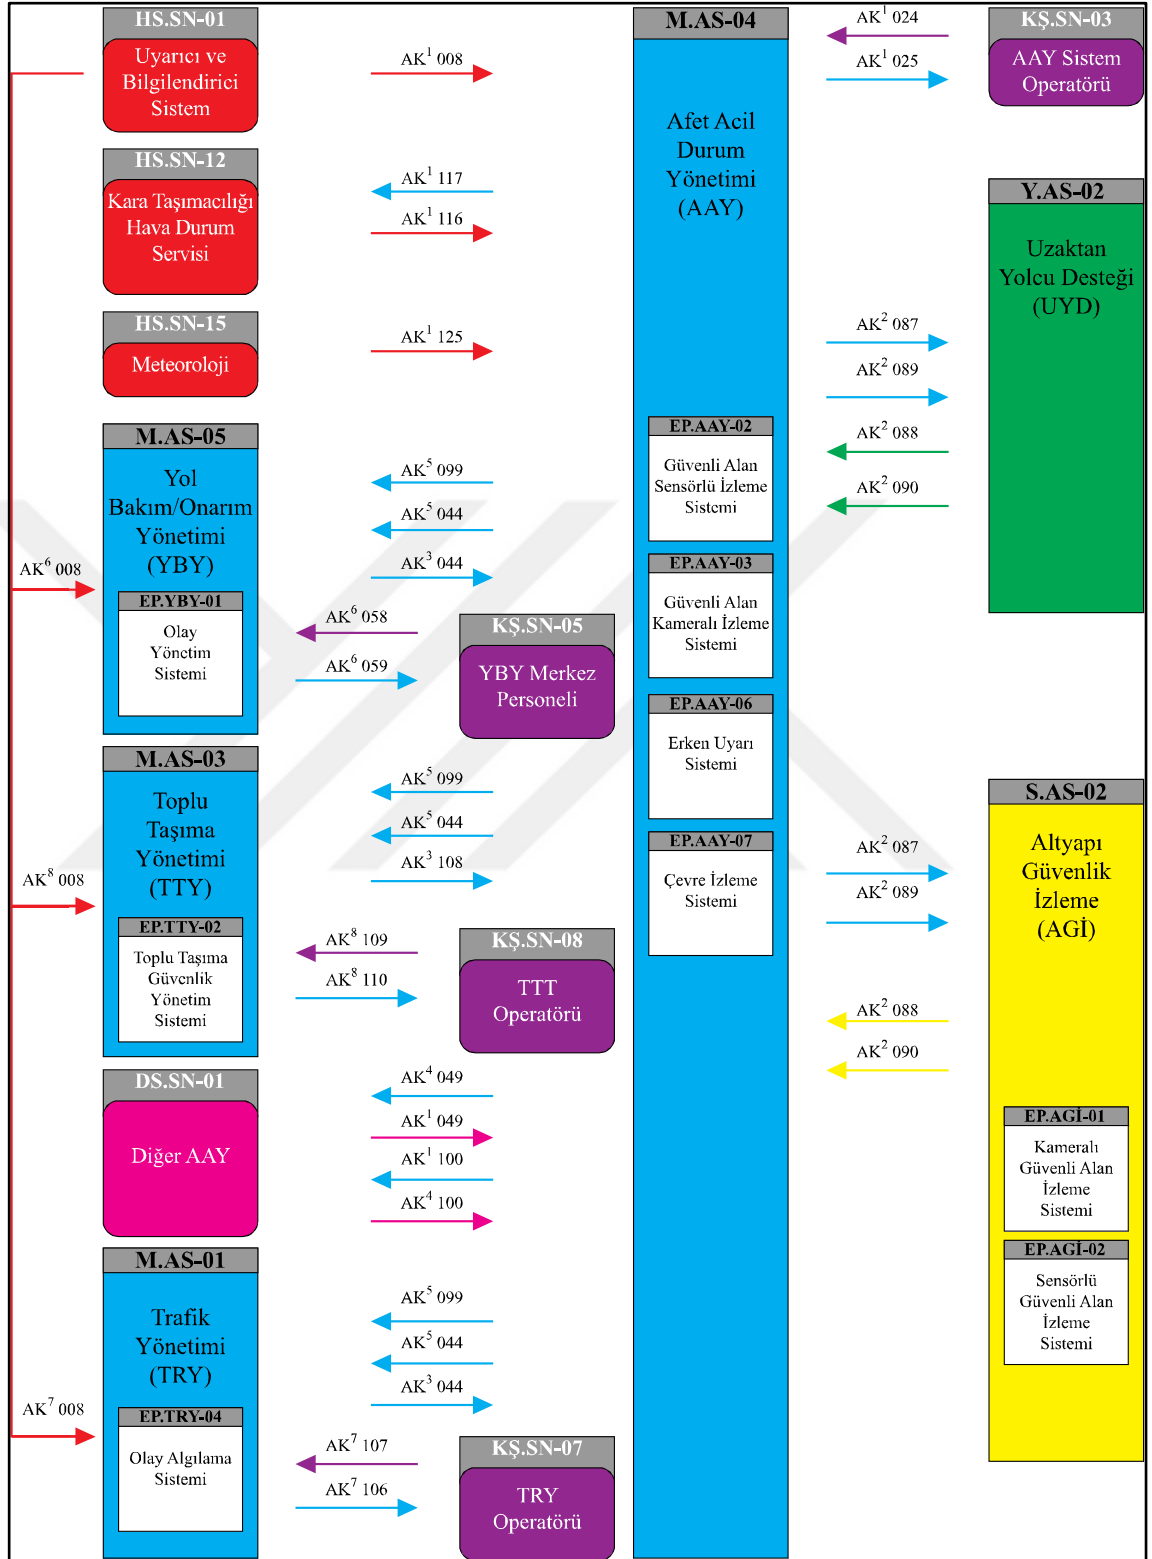 HS.SN-01
Uyarıcı ve
Bilgilendirici
Sistem
AK¹ 008
HS.SN-12
Kara Taşımacılığı
Hava Durum
Servisi
AK¹ 117
AK¹ 116
HS.SN-15
Meteoroloji
AK¹ 125
M.AS-05
Yol
Bakım/Onarım
Yönetimi
(YBY)
EP.YBY-01
Olay
Yönetim
Sistemi
AK⁶ 008
AK⁵ 099
AK⁵ 044
AK³ 044
AK⁶ 058
AK⁶ 059
KŞ.SN-05
YBY Merkez
Personeli
M.AS-03
Toplu
Taşıma
Yönetimi
(TTY)
EP.TTY-02
Toplu Taşıma
Güvenlik
Yönetim
Sistemi
AK⁸ 008
AK⁵ 099
AK⁵ 044
AK³ 108
AK⁸ 109
AK⁸ 110
KŞ.SN-08
TTT
Operatörü
DS.SN-01
Diğer AAY
AK⁴ 049
AK¹ 049
AK¹ 100
AK⁴ 100
M.AS-01
Trafik
Yönetimi
(TRY)
EP.TRY-04
Olay Algılama
Sistemi
AK⁷ 008
AK⁵ 099
AK⁵ 044
AK³ 044
AK⁷ 107
AK⁷ 106
KŞ.SN-07
TRY
Operatörü
M.AS-04
Afet Acil
Durum
Yönetimi
(AAY)
EP.AAY-02
Güvenli Alan
Sensörlü İzleme
Sistemi
EP.AAY-03
Güvenli Alan
Kameralı İzleme
Sistemi
EP.AAY-06
Erken Uyarı
Sistemi
EP.AAY-07
Çevre İzleme
Sistemi
AK¹ 024
AK¹ 025
KŞ.SN-03
AAY Sistem
Operatörü
Y.AS-02
Uzaktan
Yolcu Desteği
(UYD)
AK² 087
AK² 089
AK² 088
AK² 090
S.AS-02
Altyapı
Güvenlik
İzleme
(AGİ)
AK² 087
AK² 089
AK² 088
AK² 090
EP.AGİ-01
Kameralı
Güvenli Alan
İzleme
Sistemi
EP.AGİ-02
Sensörlü
Güvenli Alan
İzleme
Sistemi